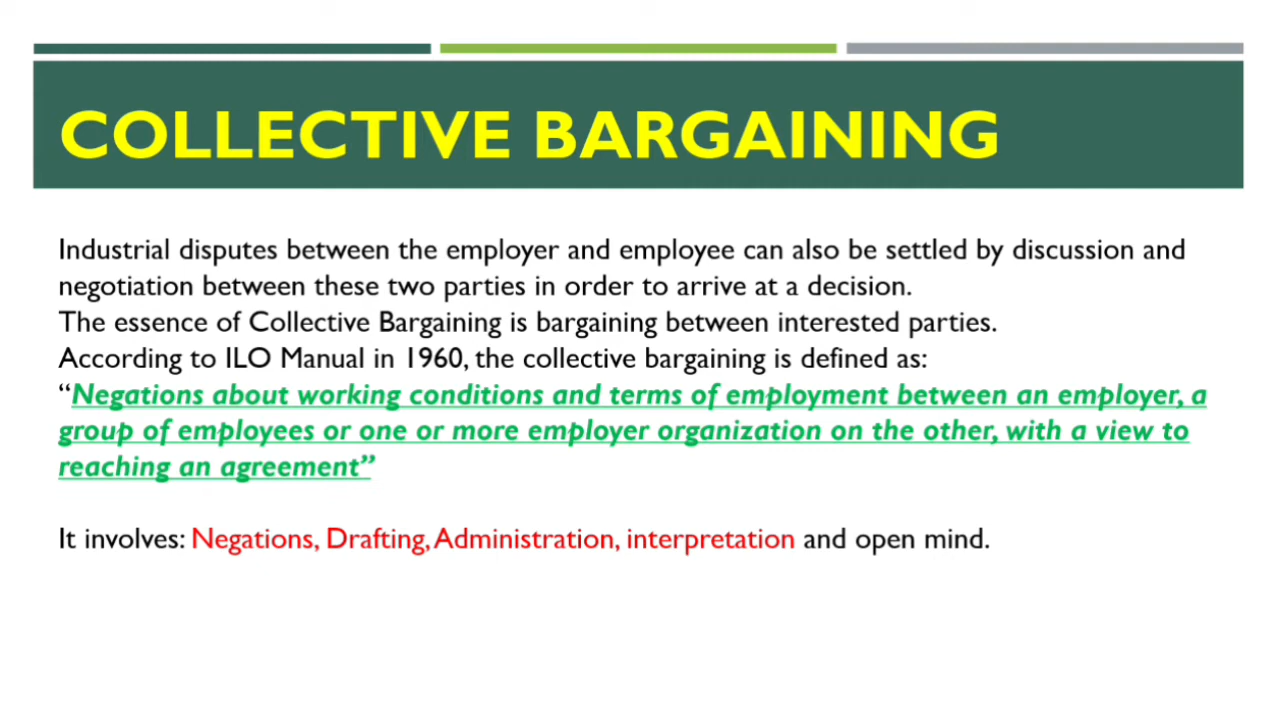 COLLECTIVE BARGAINING
Industrial disputes between the employer and employee can also be settled by discussion and
negotiation between these two parties in order to arrive at a decision.
The essence of Collective Bargaining is bargaining between interested parties.
According to ILO Manual in 1960, the collective bargaining is defined as:
“Negations about working conditions and terms of employment between an employer, a
group of employees or one or more employer organization on the other, with a view to
reaching an agreement”
It involves: Negations, Drafting, Administration, interpretation and open mind.